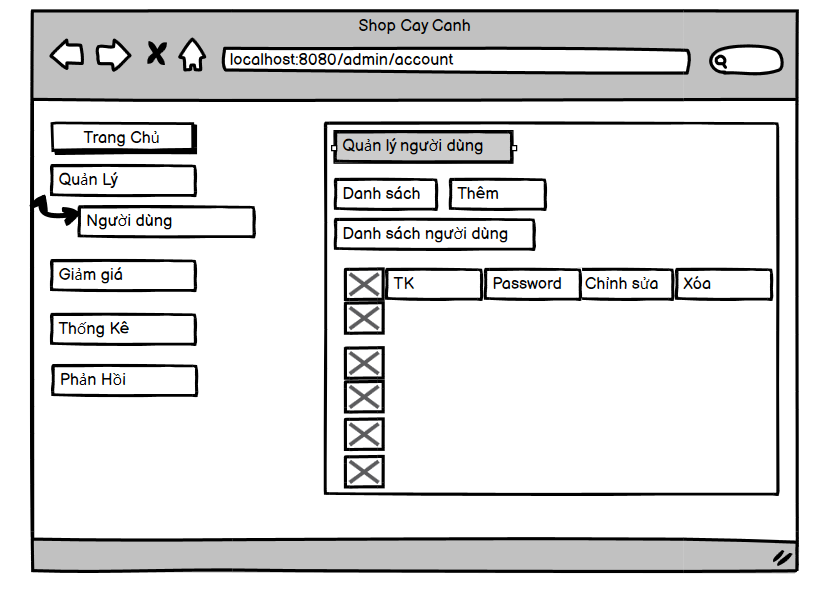 Shop Cay Canh
localhost:8080/admin/account
Trang Chủ
Quản Lý
Người dùng
Giảm giá
Thống Kê
Phản Hồi
Quản lý người dùng
Danh sách Thêm
Danh sách người dùng
TK Password Chỉnh sửa Xóa